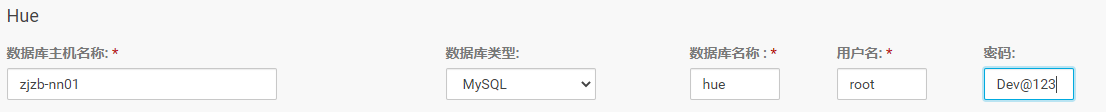 Hue
数据库主机名称: * 数据库类型: 数据库名称 : * 用户名: * 密码:
zjzb-nn01 MySQL hue root Dev@123